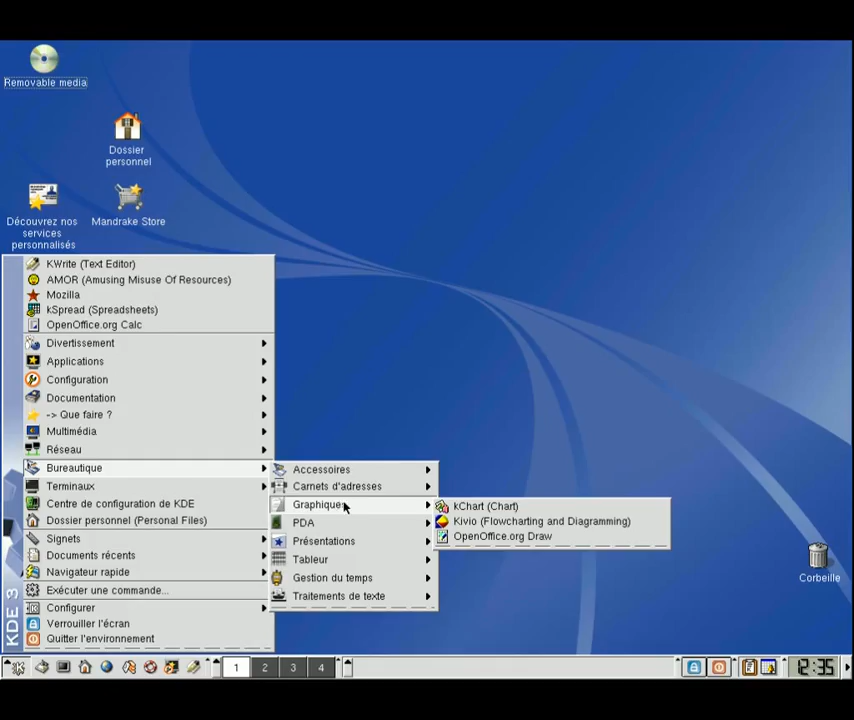 Removable media
Dossier
personnel
Découvrez nos
services
personnalisés
Mandrake Store
KWrite (Text Editor)
AMOR (Amusing Misuse Of Resources)
Mozilla
kSpread (Spreadsheets)
OpenOffice.org Calc
Divertissement
Applications
Configuration
Documentation
-> Que faire ?
Multimédia
Réseau
Bureautique
Terminaux
Centre de configuration de KDE
Dossier personnel (Personal Files)
Signets
Documents récents
Navigateur rapide
Exécuter une commande...
Configurer
Verrouiller l'écran
Quitter l'environnement
KDE 3
Accessoires
Carnets d'adresses
Graphiques
PDA
Présentations
Tableur
Gestion du temps
Traitements de texte
kChart (Chart)
Kivio (Flowcharting and Diagramming)
OpenOffice.org Draw
Corbeille
1
2
3
4
12:35